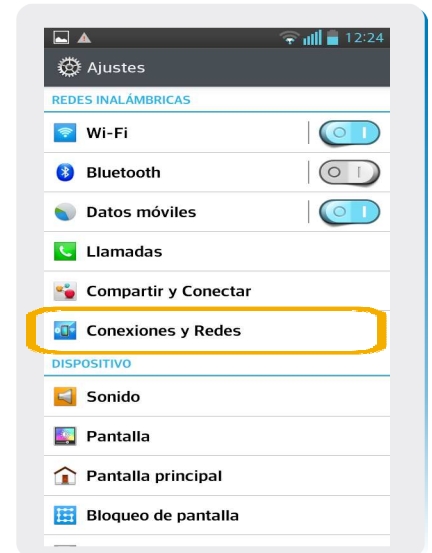 12:24
Ajustes
REDES INALÁMBRICAS
Wi-Fi
Bluetooth
Datos móviles
Llamadas
Compartir y Conectar
Conexiones y Redes
DISPOSITIVO
Sonido
Pantalla
Pantalla principal
Bloqueo de pantalla